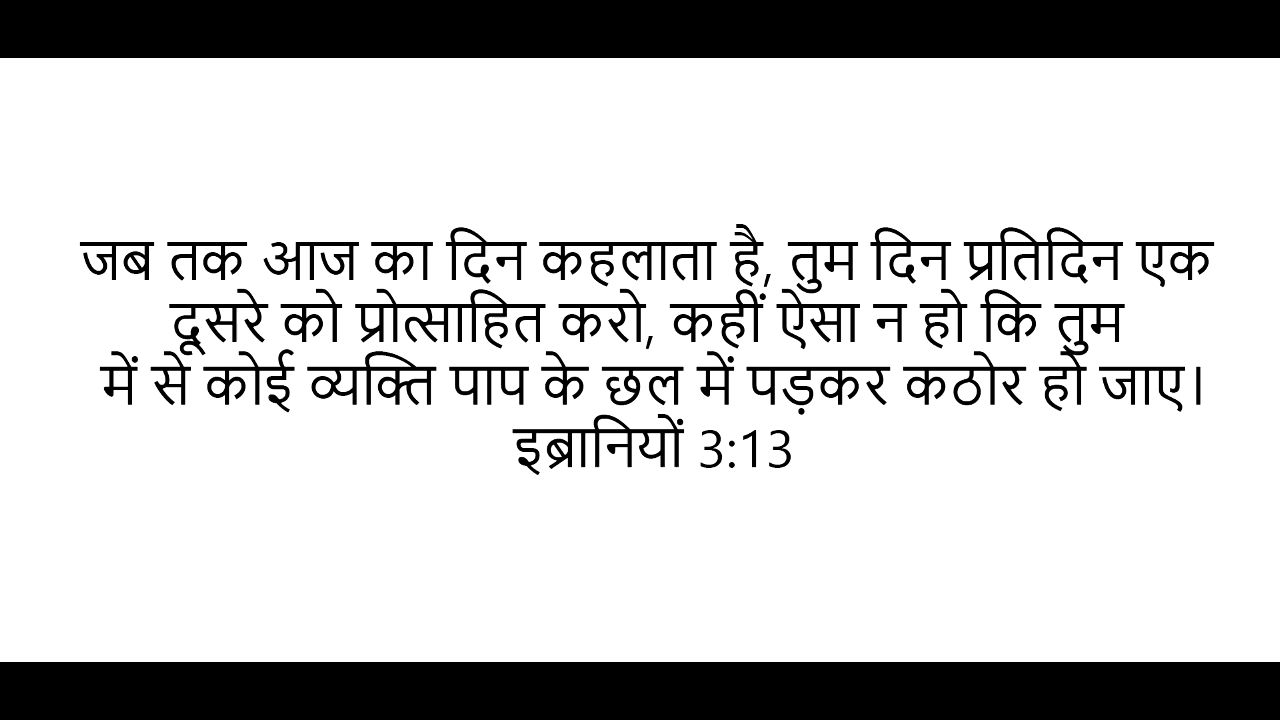 जब तक आज का दिन कहलाता है, तुम दिन प्रतिदिन एक
दूसरे को प्रोत्साहित करो, कहीं ऐसा न हो कि तुम
में से कोई व्यक्ति पाप के छल में पड़कर कठोर हो जाए।
इब्रानियों 3:13